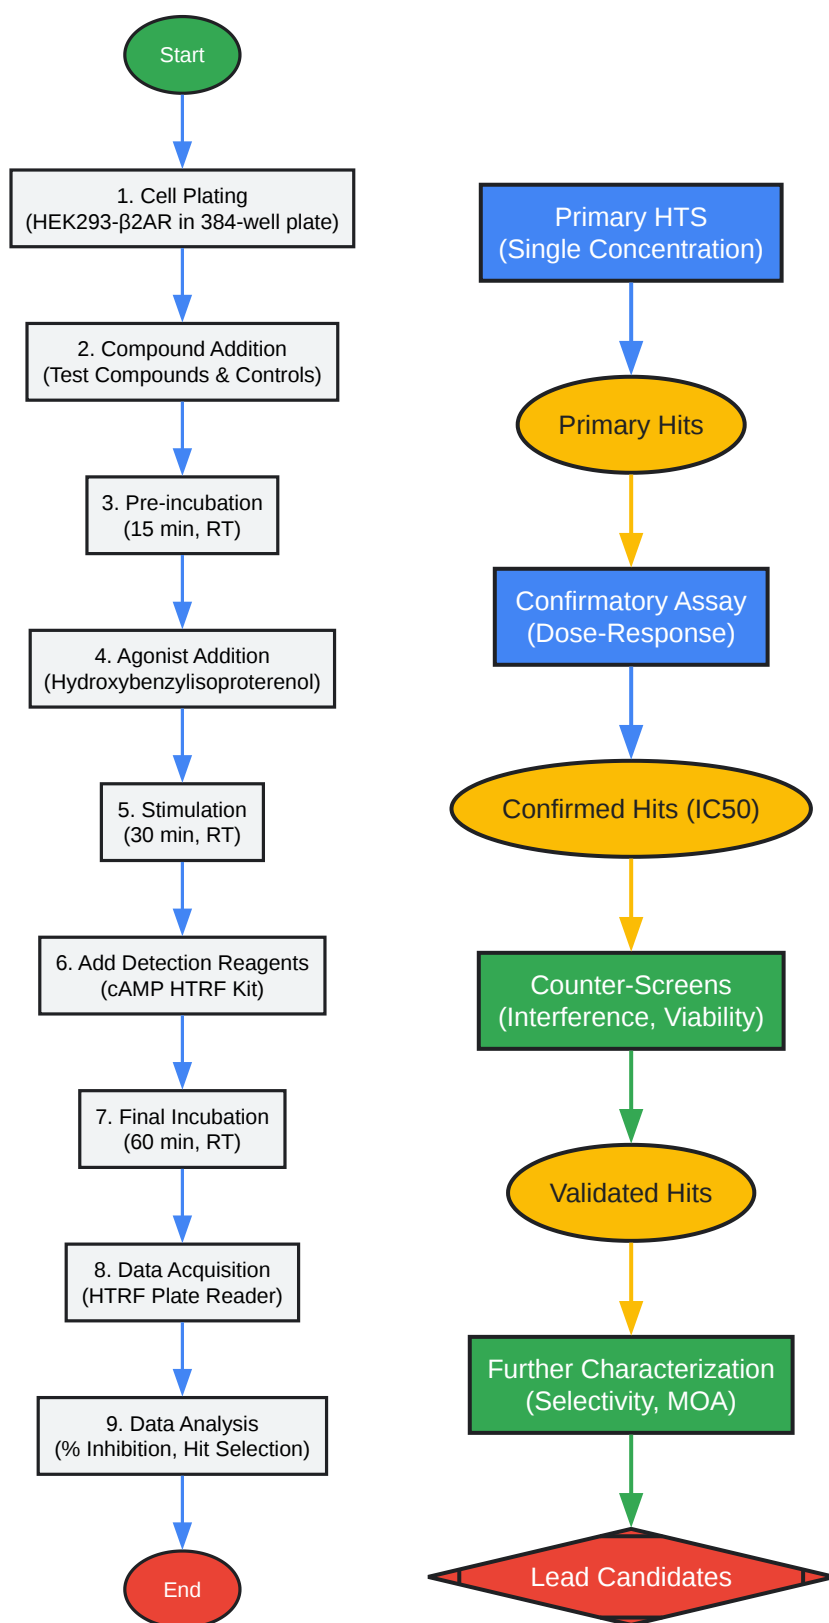 Start
1. Cell Plating
(HEK293-β2AR in 384-well plate)
2. Compound Addition
(Test Compounds & Controls)
3. Pre-incubation
(15 min, RT)
4. Agonist Addition
(Hydroxybenzylisoproterenol)
5. Stimulation
(30 min, RT)
6. Add Detection Reagents
(cAMP HTRF Kit)
7. Final Incubation
(60 min, RT)
8. Data Acquisition
(HTRF Plate Reader)
9. Data Analysis
(% Inhibition, Hit Selection)
End
Primary HTS
(Single Concentration)
Primary Hits
Confirmatory Assay
(Dose-Response)
Confirmed Hits (IC50)
Counter-Screens
(Interference, Viability)
Validated Hits
Further Characterization
(Selectivity, MOA)
Lead Candidates